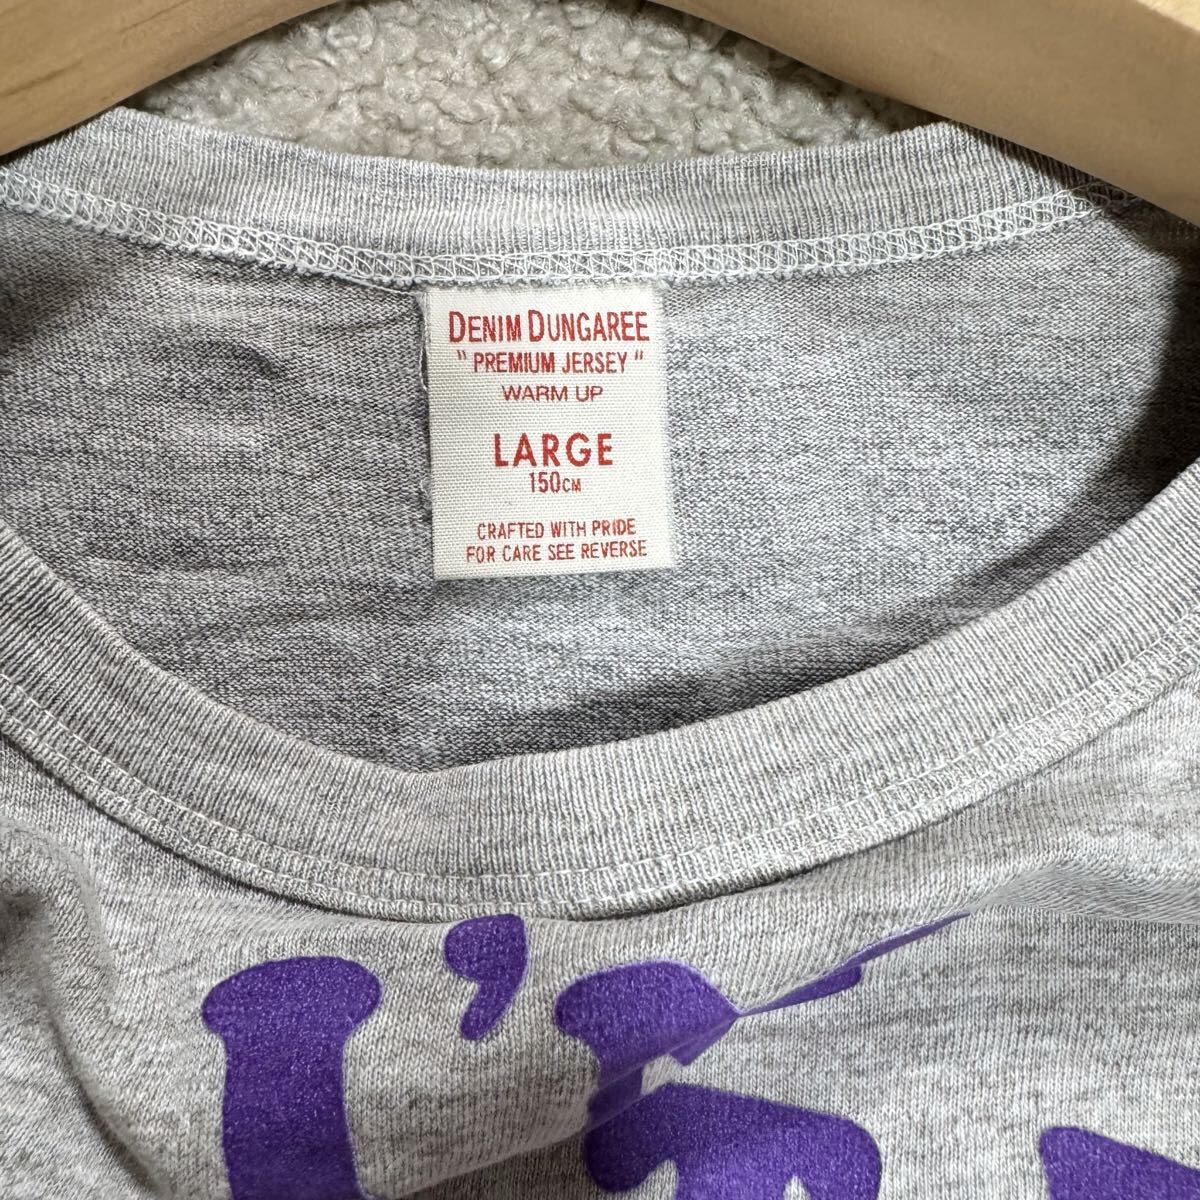 DENIM DUNGAREE
"PREMIUM JERSEY"
WARM UP
LARGE
150CM
CRAFTED WITH PRIDE
FOR CARE SEE REVERSE